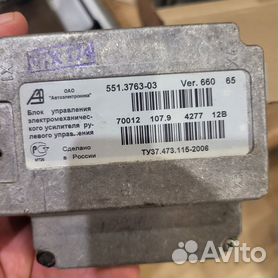 ОАО
"Автоэлектроника"
551.3763-03 Ver. 660 65
Блок управления
электромеханичес-
кого усилителя ру-
левого управления
70012 107.9 4277 12В
Сделано
в России
ТУ37.473.115-2006
Avito